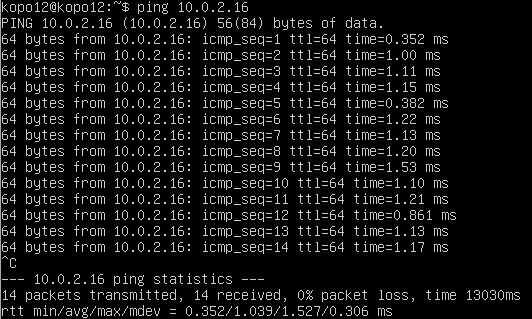 kopo12@kopo12:~$ ping 10.0.2.16
PING 10.0.2.16 (10.0.2.16) 56(84) bytes of data.
64 bytes from 10.0.2.16: icmp_seq=1 ttl=64 time=0.352 ms
64 bytes from 10.0.2.16: icmp_seq=2 ttl=64 time=1.00 ms
64 bytes from 10.0.2.16: icmp_seq=3 ttl=64 time=1.11 ms
64 bytes from 10.0.2.16: icmp_seq=4 ttl=64 time=1.15 ms
64 bytes from 10.0.2.16: icmp_seq=5 ttl=64 time=0.382 ms
64 bytes from 10.0.2.16: icmp_seq=6 ttl=64 time=1.22 ms
64 bytes from 10.0.2.16: icmp_seq=7 ttl=64 time=1.13 ms
64 bytes from 10.0.2.16: icmp_seq=8 ttl=64 time=1.20 ms
64 bytes from 10.0.2.16: icmp_seq=9 ttl=64 time=1.53 ms
64 bytes from 10.0.2.16: icmp_seq=10 ttl=64 time=1.10 ms
64 bytes from 10.0.2.16: icmp_seq=11 ttl=64 time=1.21 ms
64 bytes from 10.0.2.16: icmp_seq=12 ttl=64 time=0.861 ms
64 bytes from 10.0.2.16: icmp_seq=13 ttl=64 time=1.13 ms
64 bytes from 10.0.2.16: icmp_seq=14 ttl=64 time=1.17 ms
^C
--- 10.0.2.16 ping statistics ---
14 packets transmitted, 14 received, 0% packet loss, time 13030ms
rtt min/avg/max/mdev = 0.352/1.039/1.527/0.306 ms